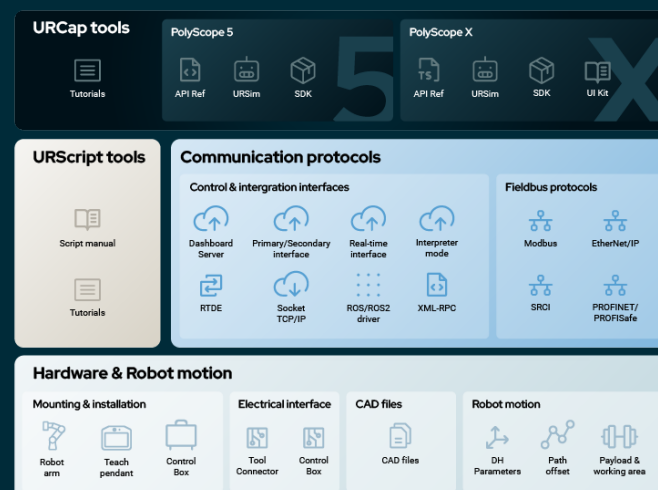 URCap tools
Tutorials
PolyScope 5
5
API Ref
URSim
SDK
PolyScope X
X
TS
API Ref
URSim
SDK
UI Kit
URScript tools
Script manual
Tutorials
Communication protocols
Control & intergration interfaces
Dashboard
Server
Primary/Secondary
interface
Real-time
interface
Interpreter
mode
RTDE
Socket
TCP/IP
ROS/ROS2
driver
XML-RPC
Fieldbus protocols
Modbus
EtherNet/IP
SRCI
PROFINET/
PROFISafe
Hardware & Robot motion
Mounting & installation
Robot
arm
Teach
pendant
Control
Box
Electrical interface
Tool
Connector
Control
Box
CAD files
CAD files
Robot motion
DH
Parameters
Path
offset
Payload &
working area